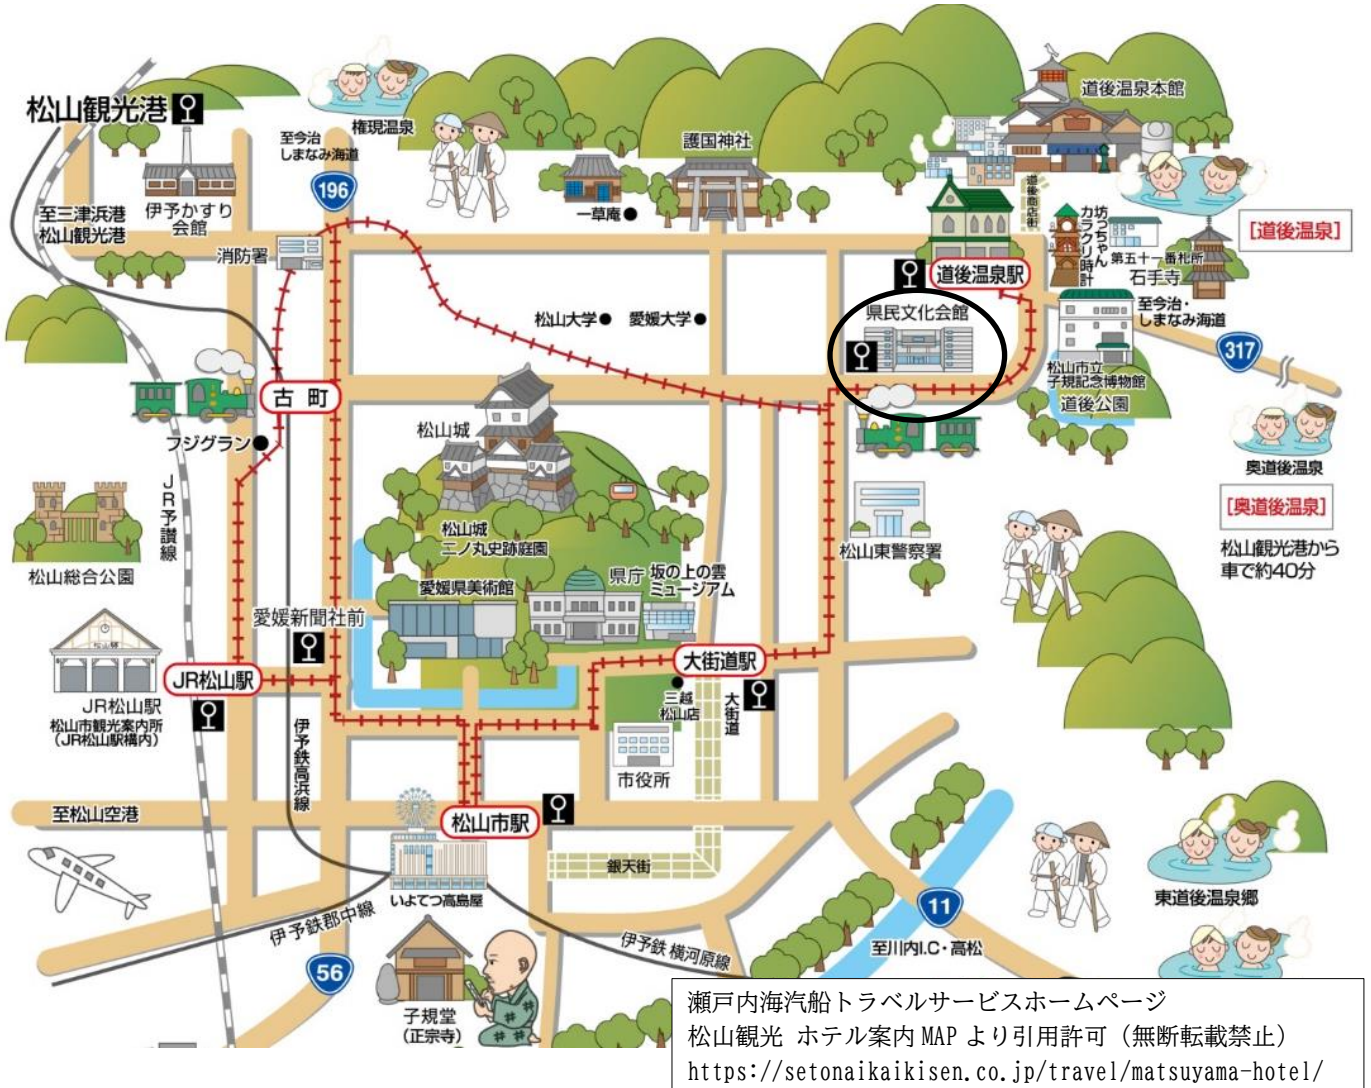 松山観光港
権現温泉
至今治
しまなみ海道
196
伊予かすり
会館
至三津浜港
松山観光港
消防署
一草庵
護国神社
道後温泉本館
道後商店街
坊っちゃん
カラクリ時計
第五十一番札所
石手寺
[道後温泉]
道後温泉駅
至今治・
しまなみ海道
317
県民文化会館
松山大学
愛媛大学
松山市立
子規記念博物館
道後公園
古町
フジグラン
松山城
奥道後温泉
[奥道後温泉]
松山観光港から
車で約40分
JR予讃線
松山総合公園
松山城
二ノ丸史跡庭園
松山東警察署
愛媛県美術館
県庁
坂の上の雲
ミュージアム
愛媛新聞社前
松山駅
JR松山駅
JR松山駅
松山市観光案内所
(JR松山駅構内)
大街道駅
三越
松山店
大街道
伊予鉄高浜線
市役所
至松山空港
松山市駅
銀天街
いよてつ高島屋
伊予鉄郡中線
伊予鉄 横河原線
11
至川内I.C・高松
東道後温泉郷
56
子規堂
(正宗寺)
瀬戸内海汽船トラベルサービスホームページ
松山観光 ホテル案内 MAP より引用許可（無断転載禁止）
https://setonaikaikisen.co.jp/travel/matsuyama-hotel/